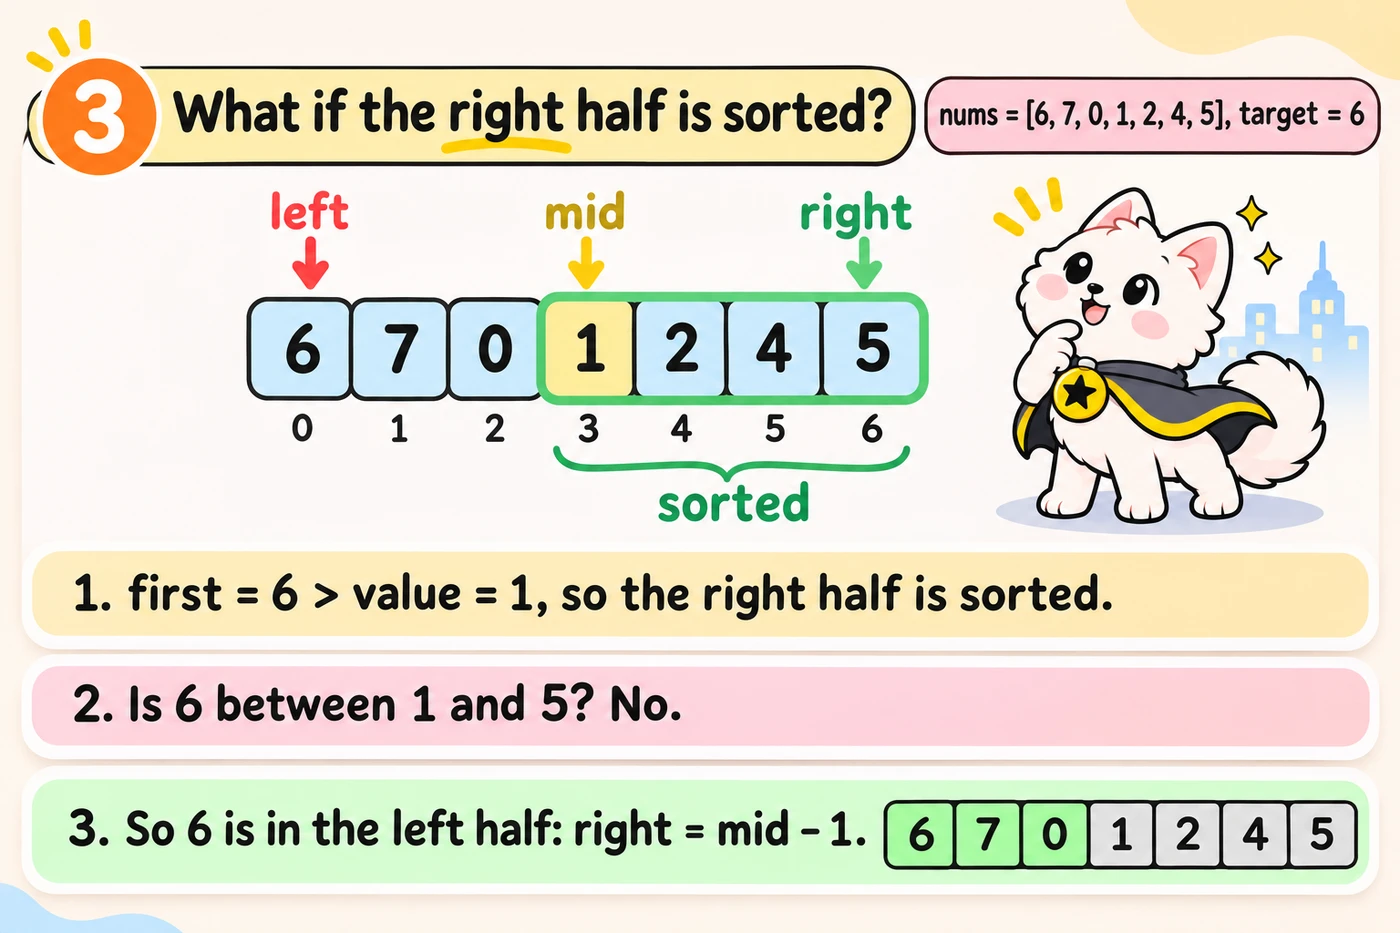 3 What if the right half is sorted?
nums = [6, 7, 0, 1, 2, 4, 5], target = 6
left mid right
6 7 0 1 2 4 5
0 1 2 3 4 5 6
sorted
1. first = 6 > value = 1, so the right half is sorted.
2. Is 6 between 1 and 5? No.
3. So 6 is in the left half: right = mid - 1. 6 7 0 1 2 4 5